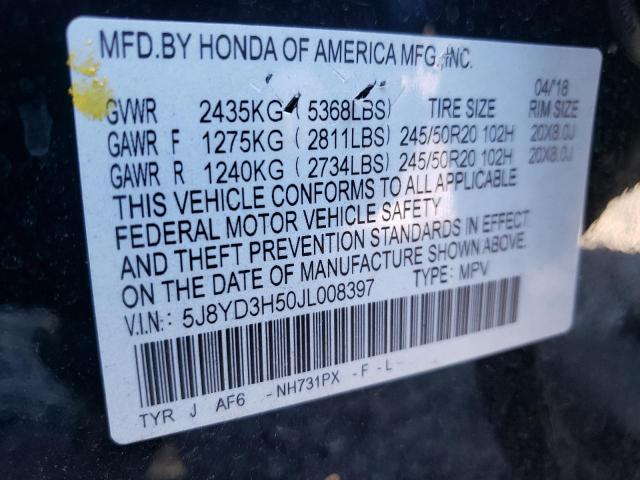 MFD.BY HONDA OF AMERICA MFG.,INC.
04/18
GVWR 2435KG ( 5368LBS) TIRE SIZE RIM SIZE
GAWR F 1275KG ( 2811LBS) 245/50R20 102H 20X8.0J
GAWR R 1240KG ( 2734LBS) 245/50R20 102H 20X8.0J
THIS VEHICLE CONFORMS TO ALL APPLICABLE
FEDERAL MOTOR VEHICLE SAFETY
AND THEFT PREVENTION STANDARDS IN EFFECT
ON THE DATE OF MANUFACTURE SHOWN ABOVE.
V.I.N: 5J8YD3H50JL008397 TYPE: MPV
TYR J AF6 -NH731PX -F-L-